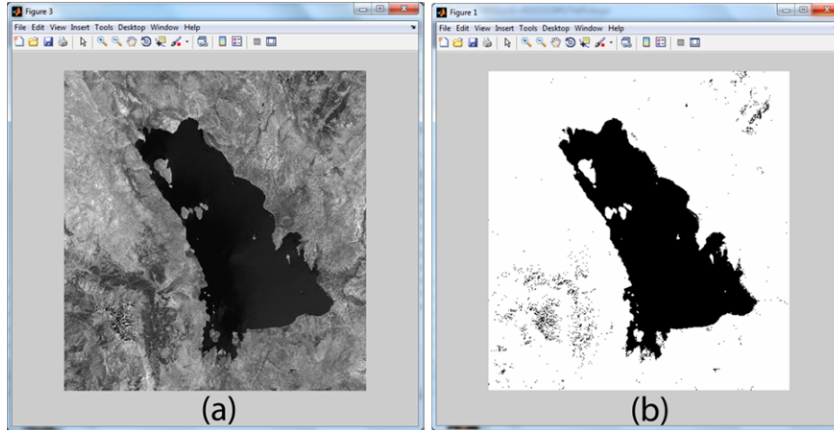 Figure 3
File Edit View Insert Tools Desktop Window Help
(a)
Figure 1
File Edit View Insert Tools Desktop Window Help
(b)